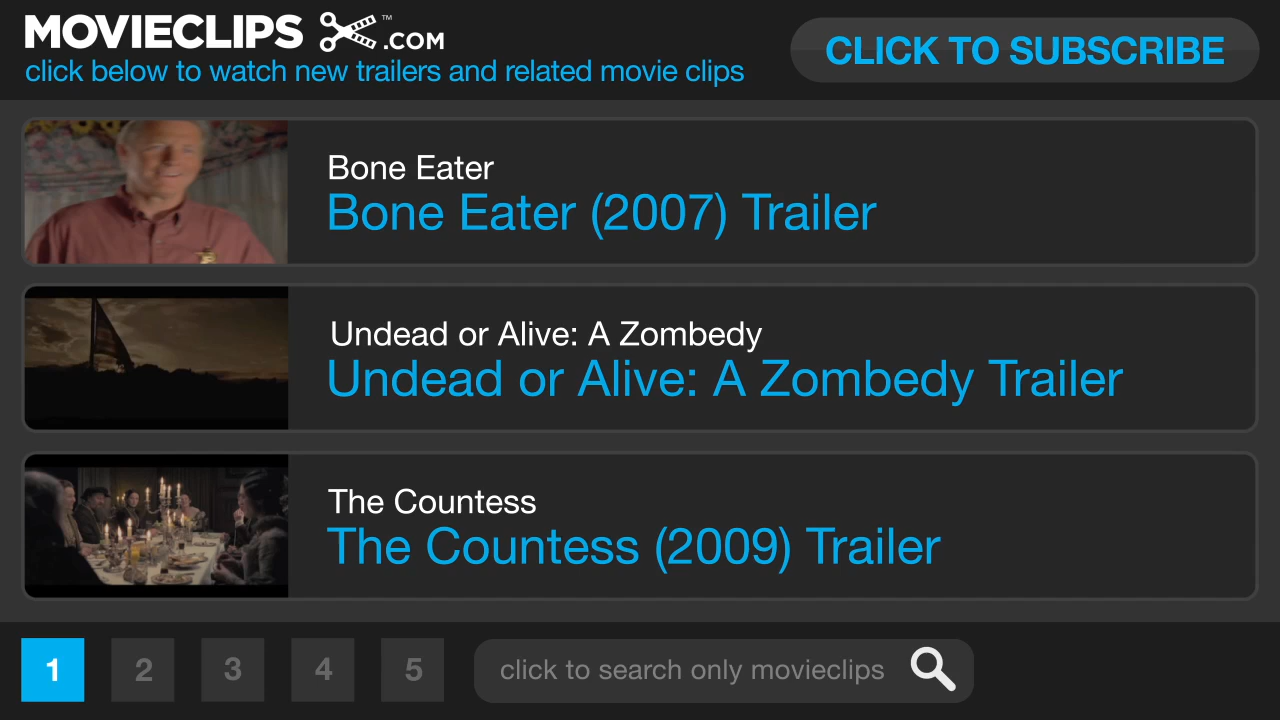 MOVIECLIPS ™ .COM
click below to watch new trailers and related movie clips
CLICK TO SUBSCRIBE
Bone Eater
Bone Eater (2007) Trailer
Undead or Alive: A Zombedy
Undead or Alive: A Zombedy Trailer
The Countess
The Countess (2009) Trailer
1 2 3 4 5
click to search only movieclips